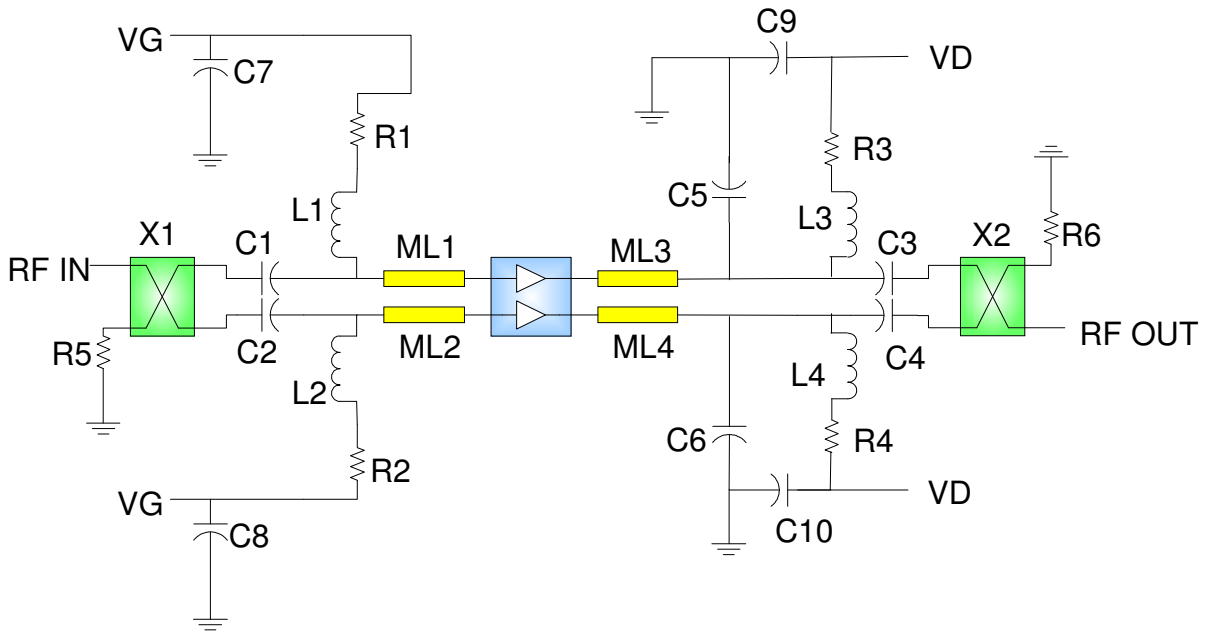 C9
VG
VD
C7
R1
R3
C5
L1
L3
R6
X1
C1
ML1
ML3
C3
X2
RF IN
R5
C2
ML2
ML4
C4
RF OUT
L2
L4
C6
R4
R2
VG
VD
C8
C10